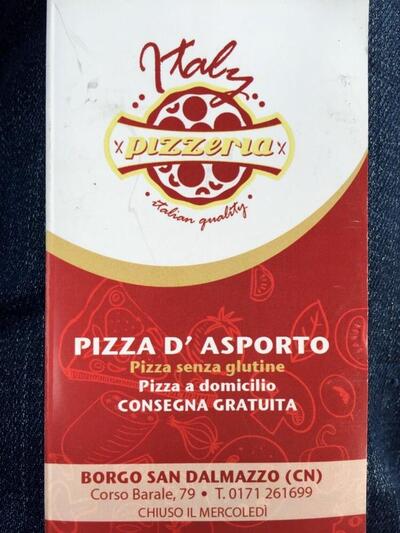 Italy
x pizzeria x
• italian quality •
PIZZA D' ASPORTO
Pizza senza glutine
Pizza a domicilio
CONSEGNA GRATUITA
BORGO SAN DALMAZZO (CN)
Corso Barale, 79 • T. 0171 261699
CHIUSO IL MERCOLEDÌ